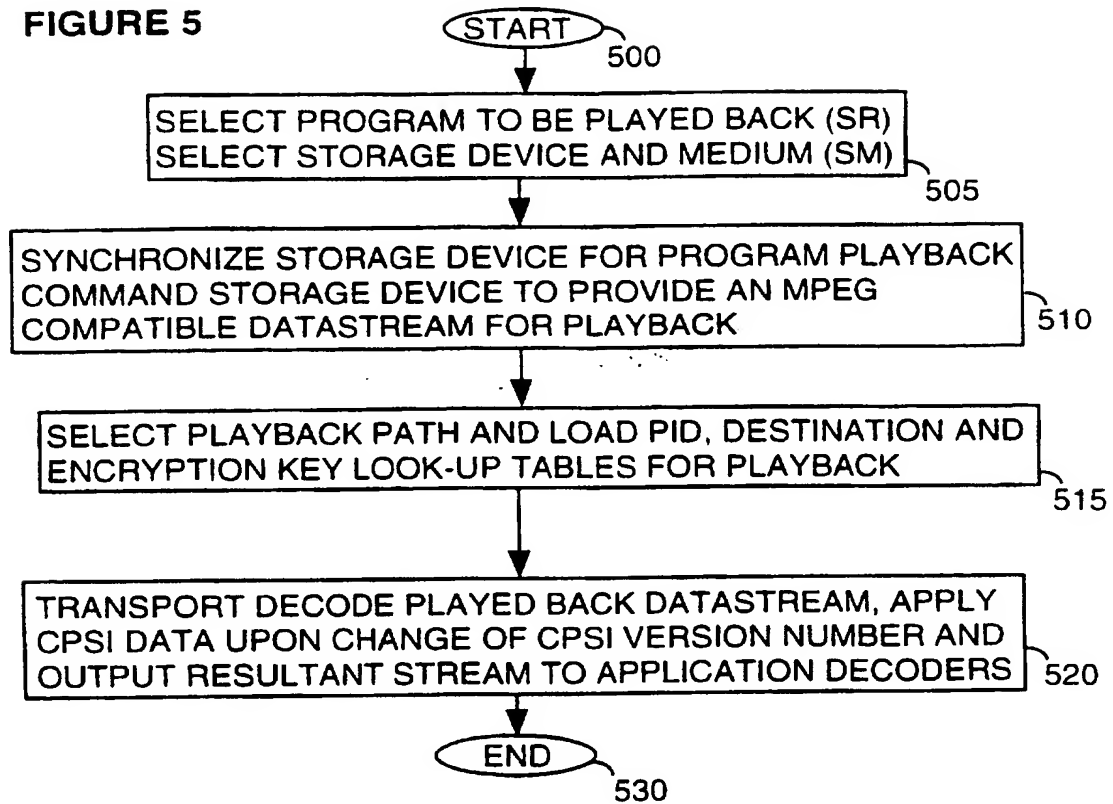 FIGURE 5
START
500
SELECT PROGRAM TO BE PLAYED BACK (SR)
SELECT STORAGE DEVICE AND MEDIUM (SM)
505
SYNCHRONIZE STORAGE DEVICE FOR PROGRAM PLAYBACK
COMMAND STORAGE DEVICE TO PROVIDE AN MPEG
COMPATIBLE DATASTREAM FOR PLAYBACK
510
SELECT PLAYBACK PATH AND LOAD PID, DESTINATION AND
ENCRYPTION KEY LOOK-UP TABLES FOR PLAYBACK
515
TRANSPORT DECODE PLAYED BACK DATASTREAM, APPLY
CPSI DATA UPON CHANGE OF CPSI VERSION NUMBER AND
OUTPUT RESULTANT STREAM TO APPLICATION DECODERS
520
END
530